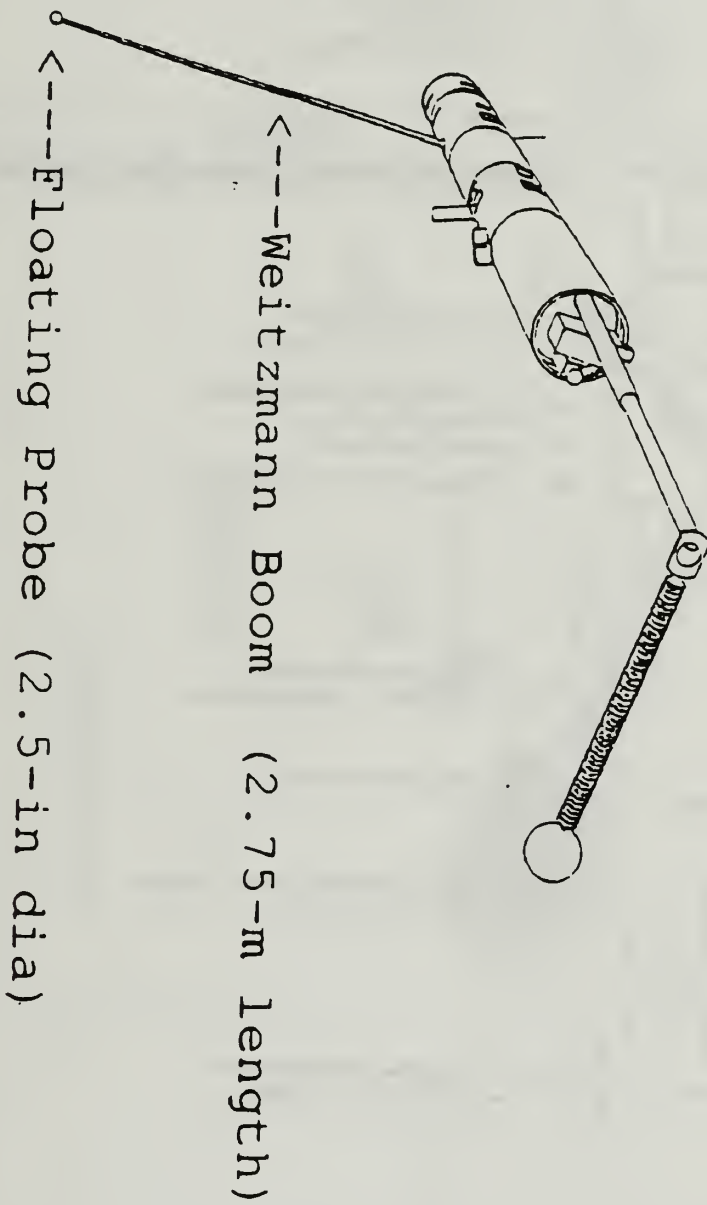 <---Weitzmann Boom (2.75-m length)
<---Floating Probe (2.5-in dia)